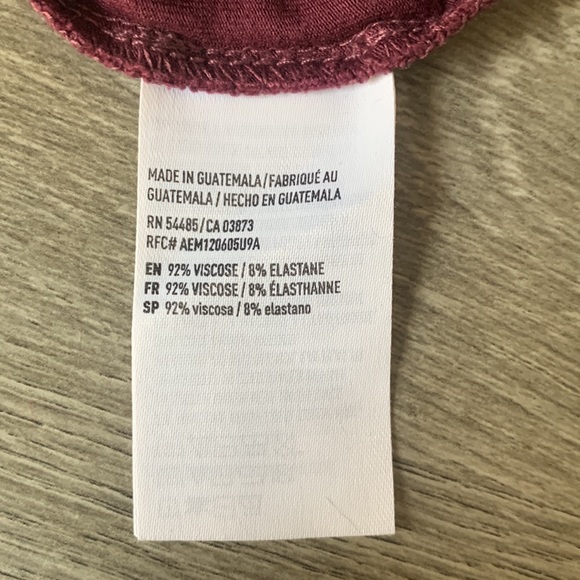 MADE IN GUATEMALA/FABRIQUÉ AU
GUATEMALA/HECHO EN GUATEMALA
RN 54485/CA 03873
RFC# AEM120605U9A
EN 92% VISCOSE / 8% ELASTANE
FR 92% VISCOSE / 8% ÉLASTHANNE
SP 92% viscosa / 8% elastano